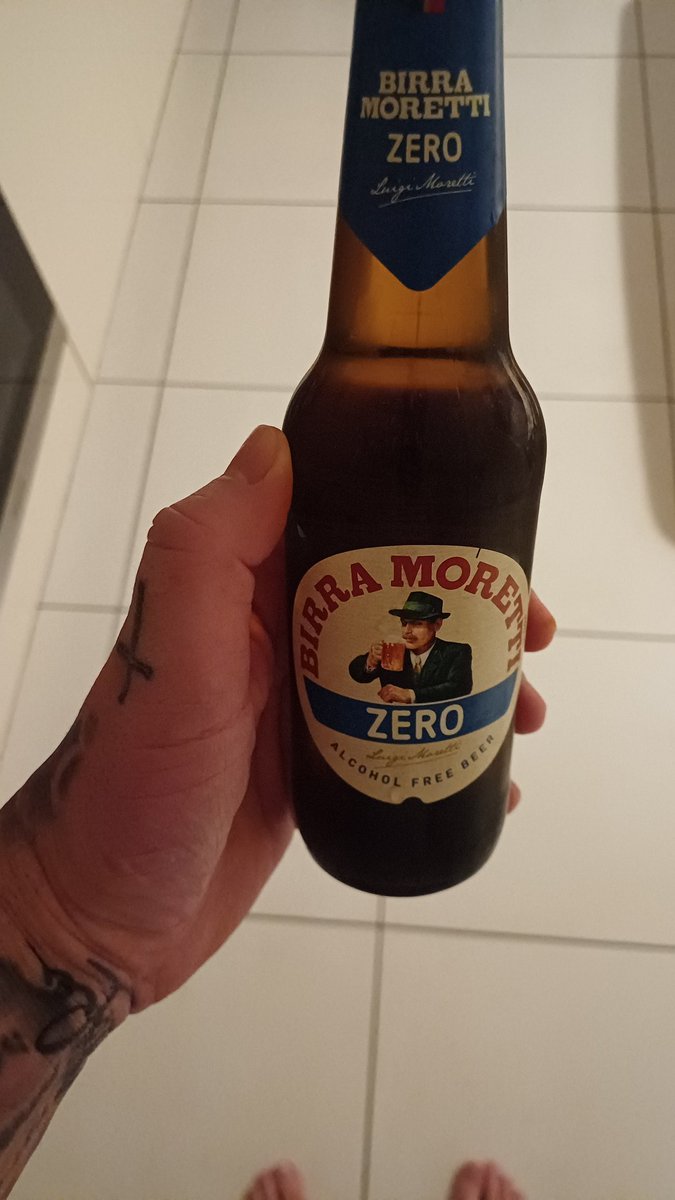 BIRRA
MORETTI
ZERO
Luigi Moretti
BIRRA MORETTI
ZERO
Luigi Moretti
ALCOHOL FREE BEER